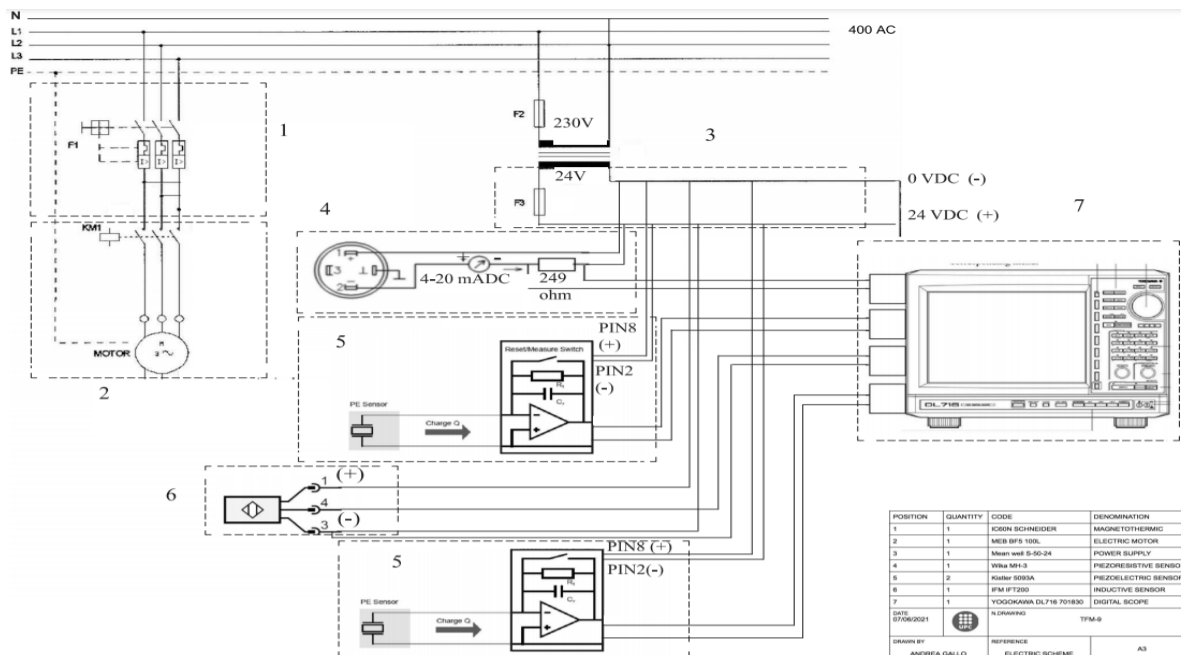 N
L1
L2
L3
PE
400 AC
1
F1
KM1
MOTOR
M
3 ~
2
F2
230V
24V
F3
3
0 VDC (-)
24 VDC (+)
7
4
1
+
3
2
4-20 mADC
+
-
249
ohm
5
Reset/Measure Switch
PIN8
(+)
PIN2
(-)
PE Sensor
Charge Q
-
+
6
1
(+)
4
(-)
3
5
PIN8 (+)
PIN2(-)
PE Sensor
Charge Q
-
+
DL716
POSITION QUANTITY CODE DENOMINATION
1 1 IC60N SCHNEIDER MAGNETOTHERMIC
2 1 MEB BF5 100L ELECTRIC MOTOR
3 1 Mean well S-50-24 POWER SUPPLY
4 1 Wika MH-3 PIEZORESISTIVE SENSO
5 2 Kistler 5093A PIEZOELECTRIC SENSOR
6 1 IFM IFT200 INDUCTIVE SENSOR
7 1 YOGOKAWA DL716 701830 DIGITAL SCOPE
DATE
07/06/2021
UPC
N.DRAWING
TFM-9
DRAWN BY
ANDREA GALLO
REFERENCE
ELECTRIC SCHEME
A3